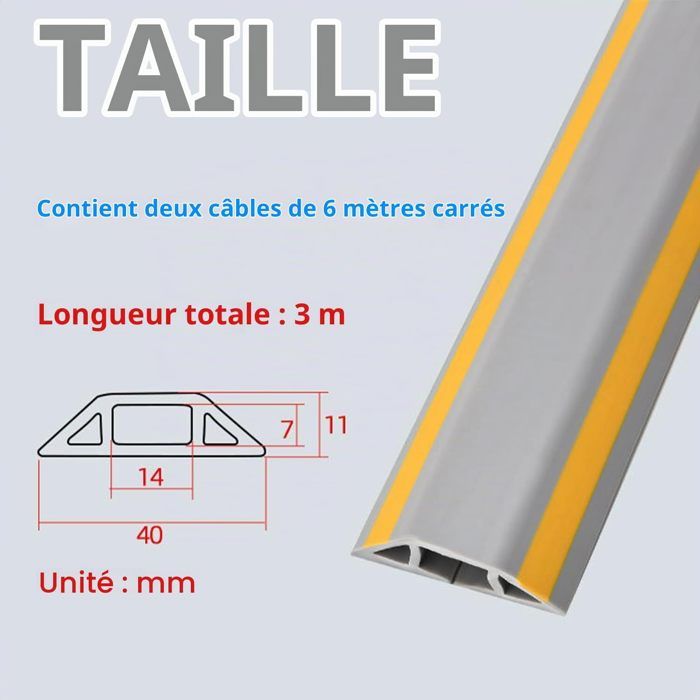 TAILLE
Contient deux câbles de 6 mètres carrés
Longueur totale : 3 m
7
11
14
40
Unité : mm